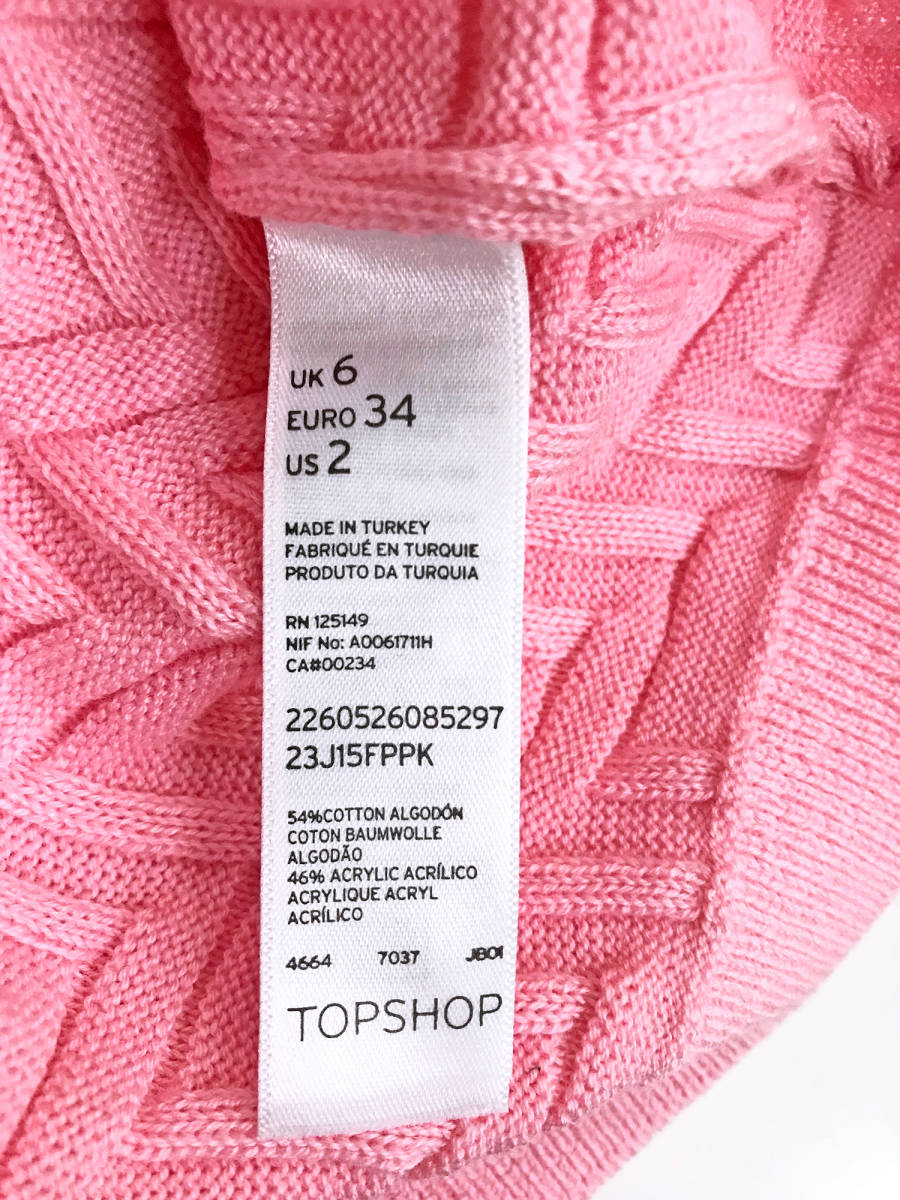 UK 6
EURO 34
US 2
MADE IN TURKEY
FABRIQUÉ EN TURQUIE
PRODUTO DA TURQUIA
RN 125149
NIF No: A0061711H
CA#00234
2260526085297
23J15FPPK
54%COTTON ALGODÓN
COTON BAUMWOLLE
ALGODÃO
46% ACRYLIC ACRÍLICO
ACRYLIQUE ACRYL
ACRÍLICO
4664 7037 JB01
TOPSHOP